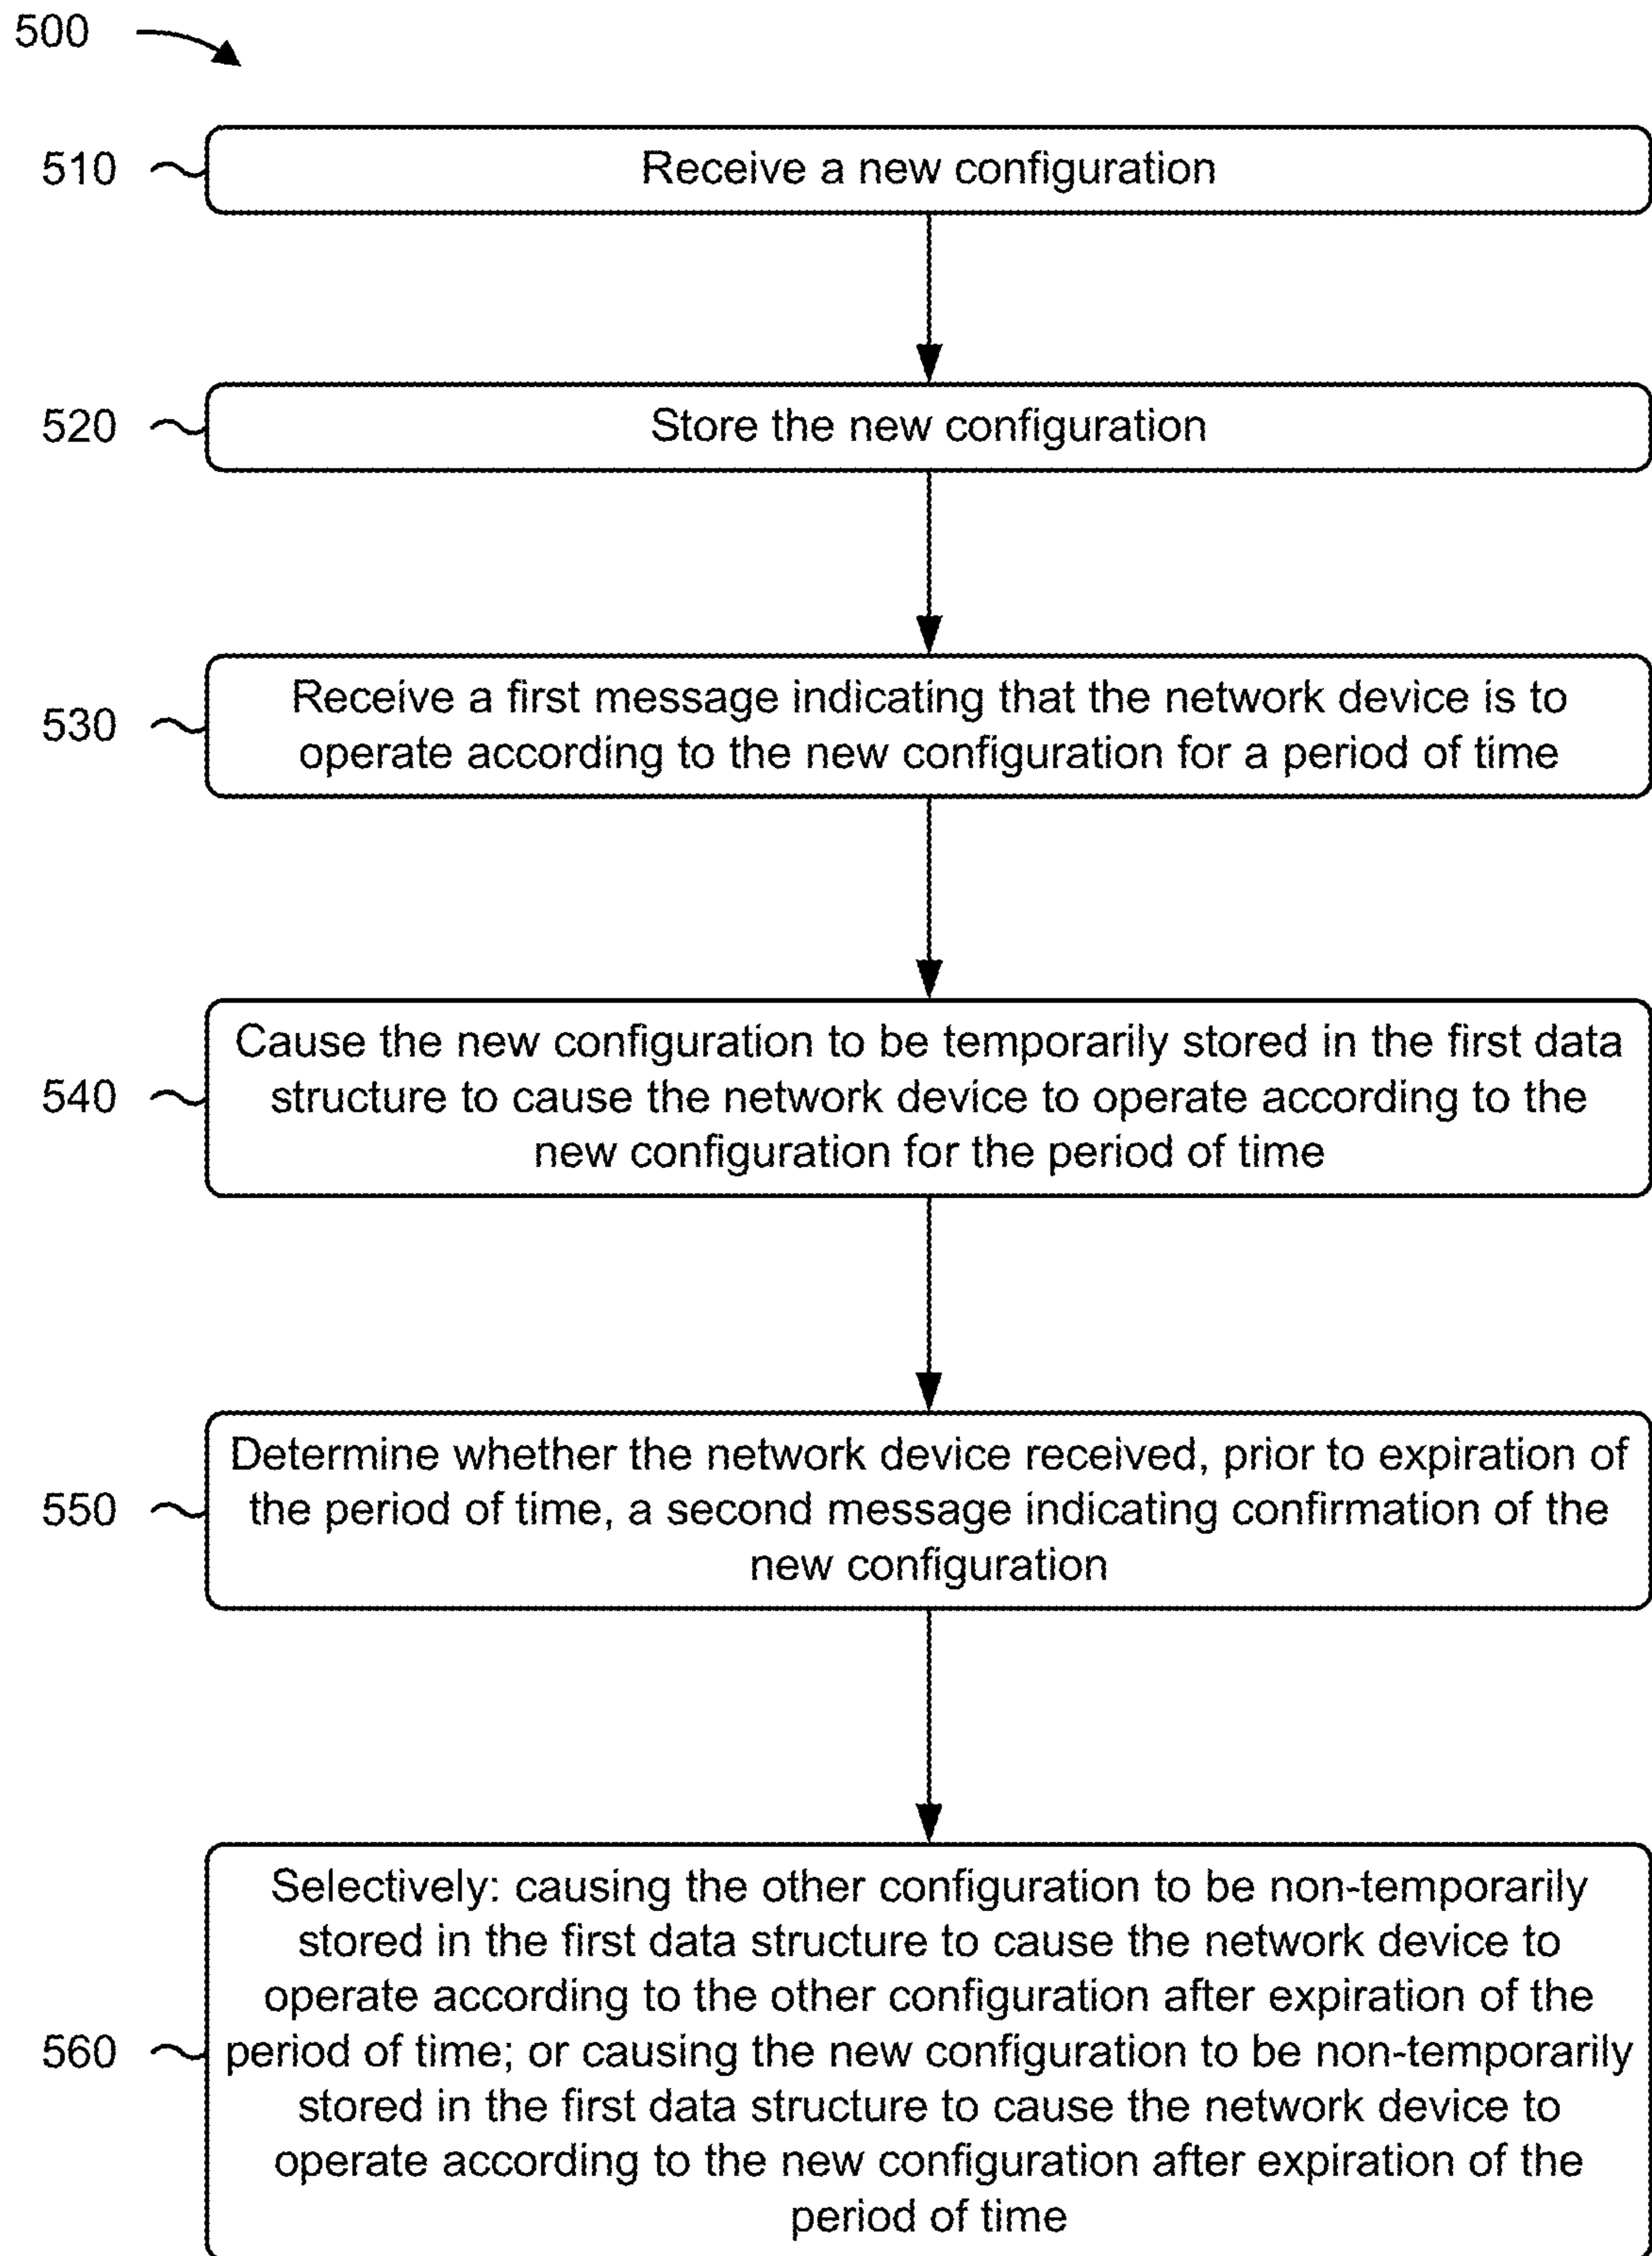 500
510
Receive a new configuration
520
Store the new configuration
530
Receive a first message indicating that the network device is to
operate according to the new configuration for a period of time
540
Cause the new configuration to be temporarily stored in the first data
structure to cause the network device to operate according to the
new configuration for the period of time
550
Determine whether the network device received, prior to expiration of
the period of time, a second message indicating confirmation of the
new configuration
560
Selectively: causing the other configuration to be non-temporarily
stored in the first data structure to cause the network device to
operate according to the other configuration after expiration of the
period of time; or causing the new configuration to be non-temporarily
stored in the first data structure to cause the network device to
operate according to the new configuration after expiration of the
period of time